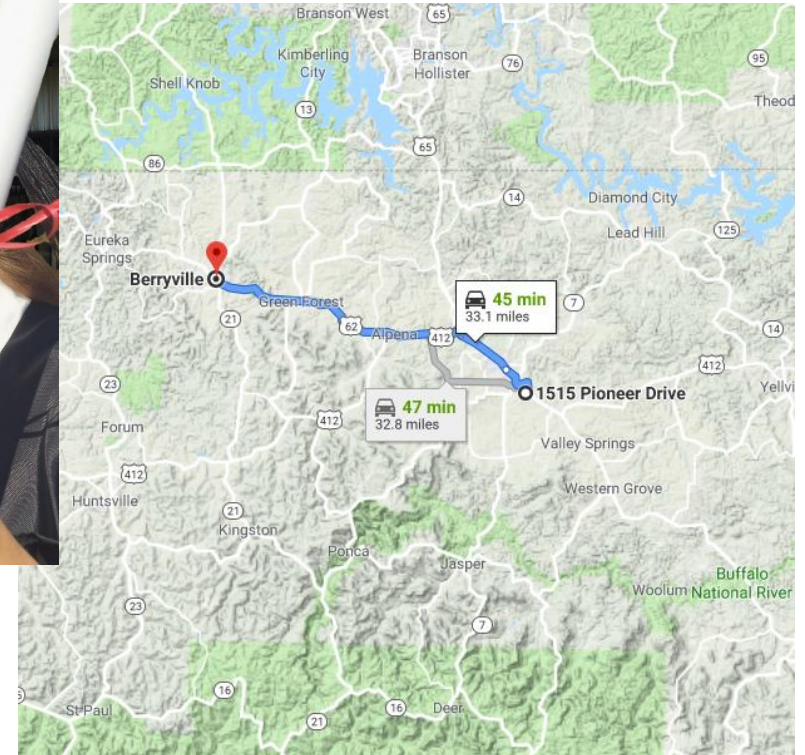 Branson West
65
95
Kimberling
City
Branson
Hollister
76
Shell Knob
13
65
86
14
Diamond City
Lead Hill
125
Eureka
Springs
Berryville
45 min
33.1 miles
7
Green Forest
21
62
Alpena
412
14
412
23
47 min
32.8 miles
1515 Pioneer Drive
412
Forum
Valley Springs
412
Western Grove
Huntsville
21
Kingston
Ponca
Jasper
Buffalo
National River
Woolum
23
7
16
St Paul
21
16
Deer